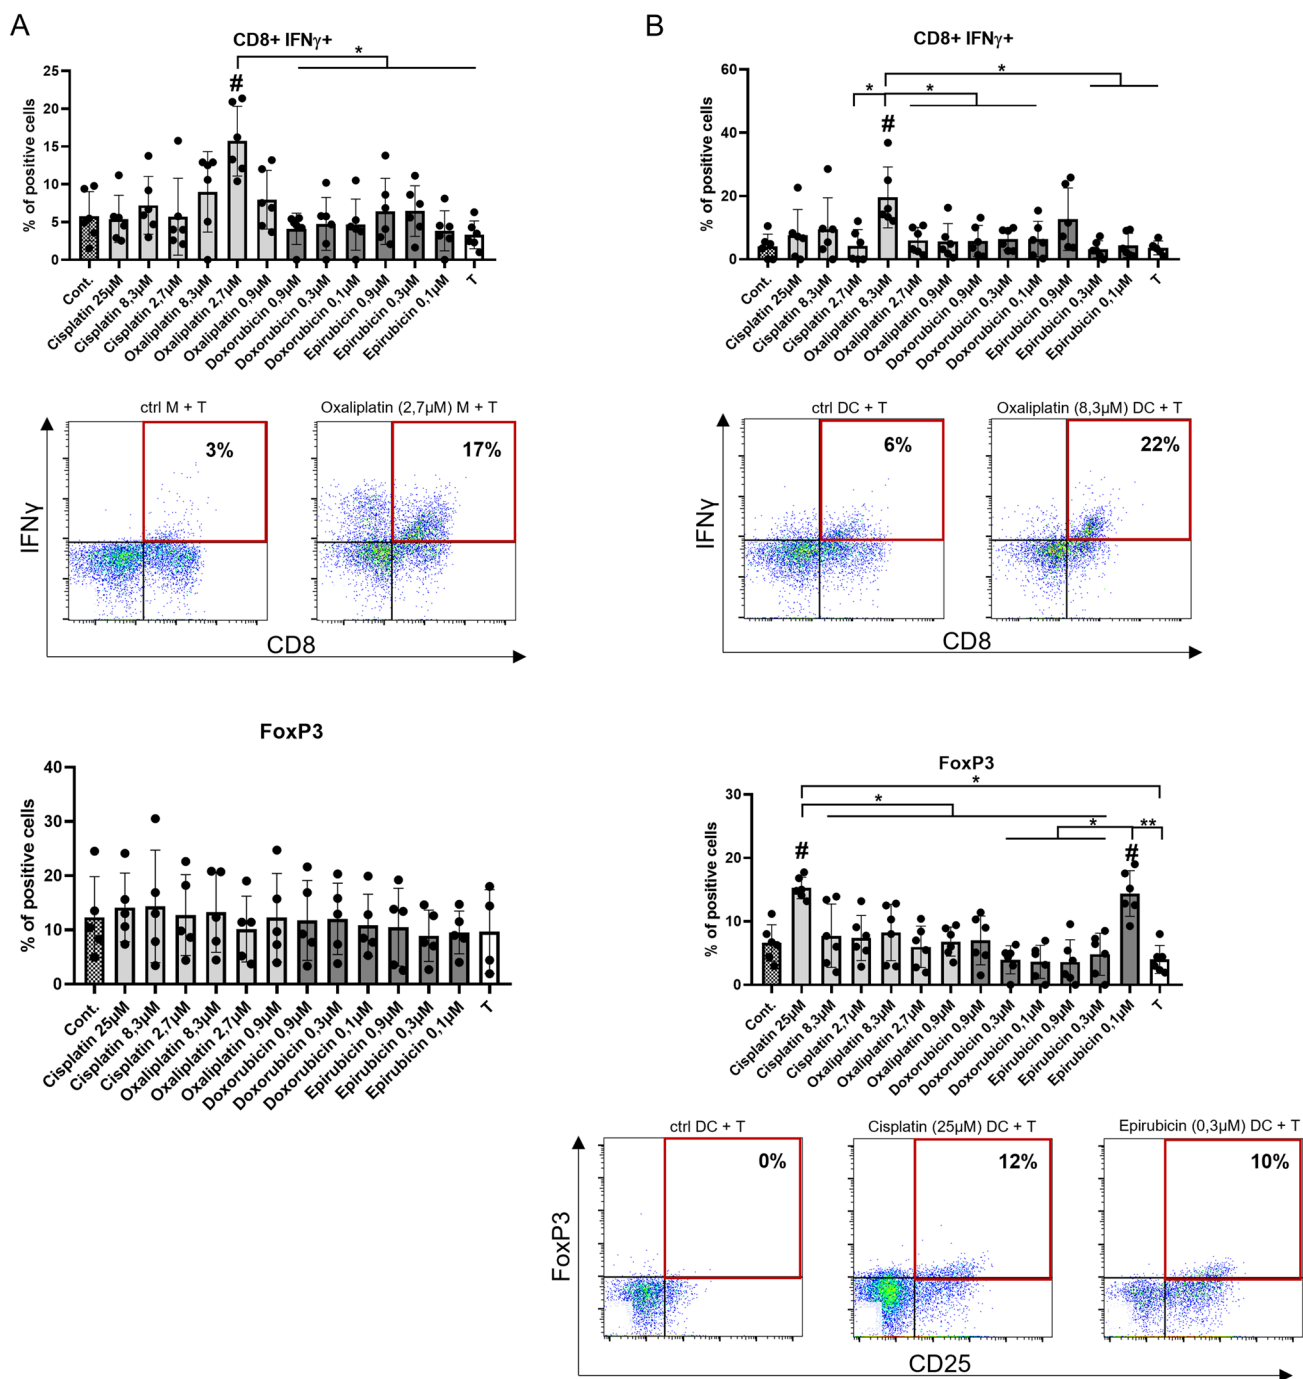 A
CD8+ IFNγ+
*
#
% of positive cells
25
20
15
10
5
0
Cont.
Cisplatin 25µM
Cisplatin 8,3µM
Cisplatin 2,7µM
Oxaliplatin 8,3µM
Oxaliplatin 2,7µM
Oxaliplatin 0,9µM
Doxorubicin 0,9µM
Doxorubicin 0,3µM
Doxorubicin 0,1µM
Epirubicin 0,9µM
Epirubicin 0,3µM
Epirubicin 0,1µM
T
ctrl M + T
3%
Oxaliplatin (2,7µM) M + T
17%
IFNγ
CD8
FoxP3
% of positive cells
40
30
20
10
0
Cont.
Cisplatin 25µM
Cisplatin 8,3µM
Cisplatin 2,7µM
Oxaliplatin 8,3µM
Oxaliplatin 2,7µM
Oxaliplatin 0,9µM
Doxorubicin 0,9µM
Doxorubicin 0,3µM
Doxorubicin 0,1µM
Epirubicin 0,9µM
Epirubicin 0,3µM
Epirubicin 0,1µM
T
B
CD8+ IFNγ+
*
* *
#
% of positive cells
60
40
20
0
Cont.
Cisplatin 25µM
Cisplatin 8,3µM
Cisplatin 2,7µM
Oxaliplatin 8,3µM
Oxaliplatin 2,7µM
Oxaliplatin 0,9µM
Doxorubicin 0,9µM
Doxorubicin 0,3µM
Doxorubicin 0,1µM
Epirubicin 0,9µM
Epirubicin 0,3µM
Epirubicin 0,1µM
T
ctrl DC + T
6%
Oxaliplatin (8,3µM) DC + T
22%
IFNγ
CD8
FoxP3
*
*
* **
# #
% of positive cells
30
20
10
0
Cont.
Cisplatin 25µM
Cisplatin 8,3µM
Cisplatin 2,7µM
Oxaliplatin 8,3µM
Oxaliplatin 2,7µM
Oxaliplatin 0,9µM
Doxorubicin 0,9µM
Doxorubicin 0,3µM
Doxorubicin 0,1µM
Epirubicin 0,9µM
Epirubicin 0,3µM
Epirubicin 0,1µM
T
ctrl DC + T
0%
Cisplatin (25µM) DC + T
12%
Epirubicin (0,3µM) DC + T
10%
FoxP3
CD25